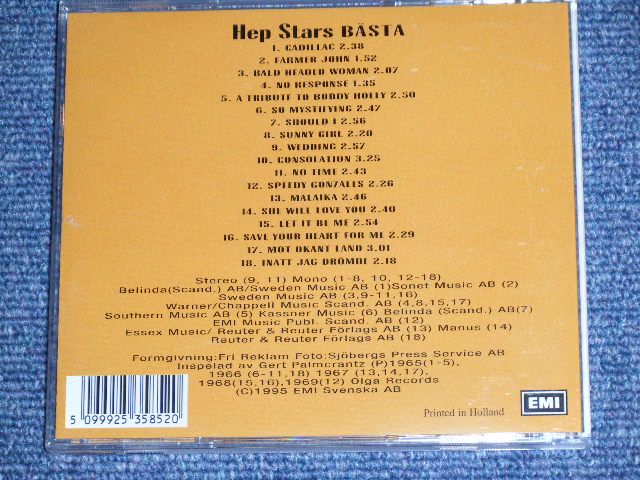 Hep Stars BÄSTA
1. CADILLAC 2.38
2. FARMER JOHN 1.52
3. BALD HEADED WOMAN 2.07
4. NO RESPONSE 1.35
5. A TRIBUTE TO BUDDY HOLLY 2.50
6. SO MYSTIFYING 2.47
7. SHOULD I 2.56
8. SUNNY GIRL 2.20
9. WEDDING 2.57
10. CONSOLATION 3.25
11. NO TIME 2.43
12. SPEEDY GONZALES 2.26
13. MALAIKA 2.46
14. SHE WILL LOVE YOU 2.40
15. LET IT BE ME 2.54
16. SAVE YOUR HEART FOR ME 2.29
17. MOT OKANT LAND 3.01
18. INATT JAG DRÖMDE 2.18
Stereo (9, 11) Mono (1-8, 10, 12-18)
Belinda(Scand.) AB/Sweden Music AB (1)Sonet Music AB (2)
Sweden Music AB (3,9-11,16)
Warner/Chappell Music Scand. AB (4,8,15,17)
Southern Music AB (5) Kassner Music (6) Belinda (Scand.) AB(7)
EMI Music Publ. Scand. AB (12)
Essex Music/ Reuter & Reuter Förlags AB (13) Manus (14)
Reuter & Reuter Förlags AB (18)
Formgivning:Fri Reklam Foto:Sjöbergs Press Service AB
Inspelad av Gert Palmcrantz (P)1965(1-5),
1966 (6-11,18) 1967 (13,14,17),
1968(15,16),1969(12) Olga Records
(C)1995 EMI Svenska AB
5 099925 358520
EMI
Printed in Holland